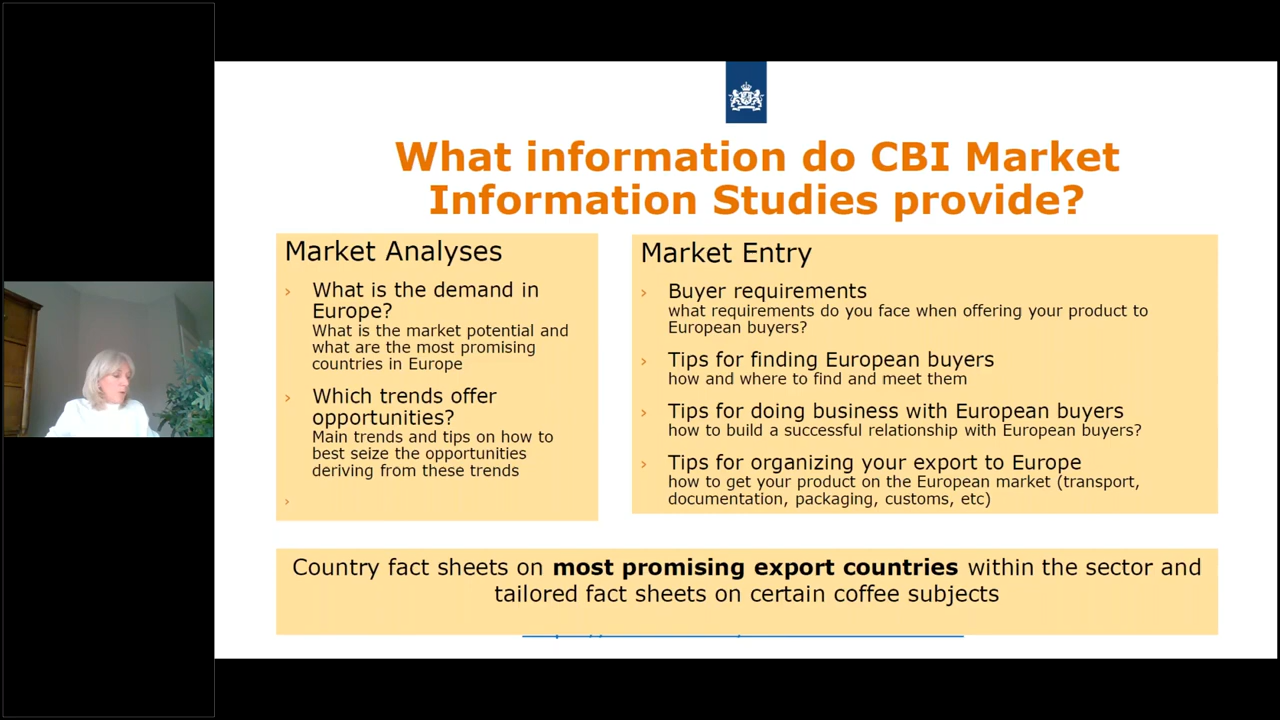 What information do CBI Market
Information Studies provide?
Market Analyses
› What is the demand in
Europe?
What is the market potential and
what are the most promising
countries in Europe
› Which trends offer
opportunities?
Main trends and tips on how to
best seize the opportunities
deriving from these trends
›
Market Entry
› Buyer requirements
what requirements do you face when offering your product to
European buyers?
› Tips for finding European buyers
how and where to find and meet them
› Tips for doing business with European buyers
how to build a successful relationship with European buyers?
› Tips for organizing your export to Europe
how to get your product on the European market (transport,
documentation, packaging, customs, etc)
Country fact sheets on most promising export countries within the sector and
tailored fact sheets on certain coffee subjects